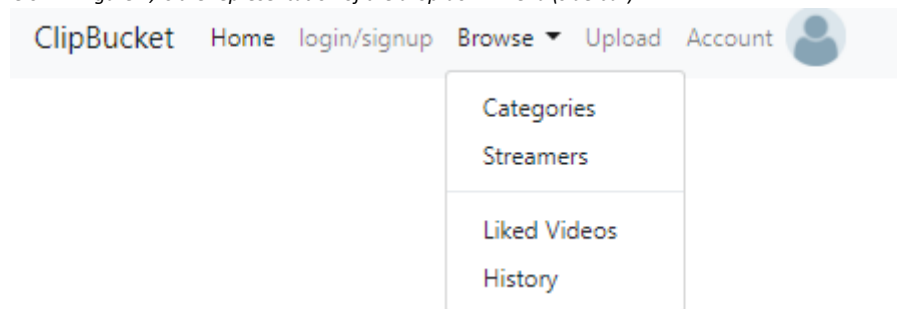 ClipBucket Home login/signup Browse Upload Account
Categories
Streamers
Liked Videos
History